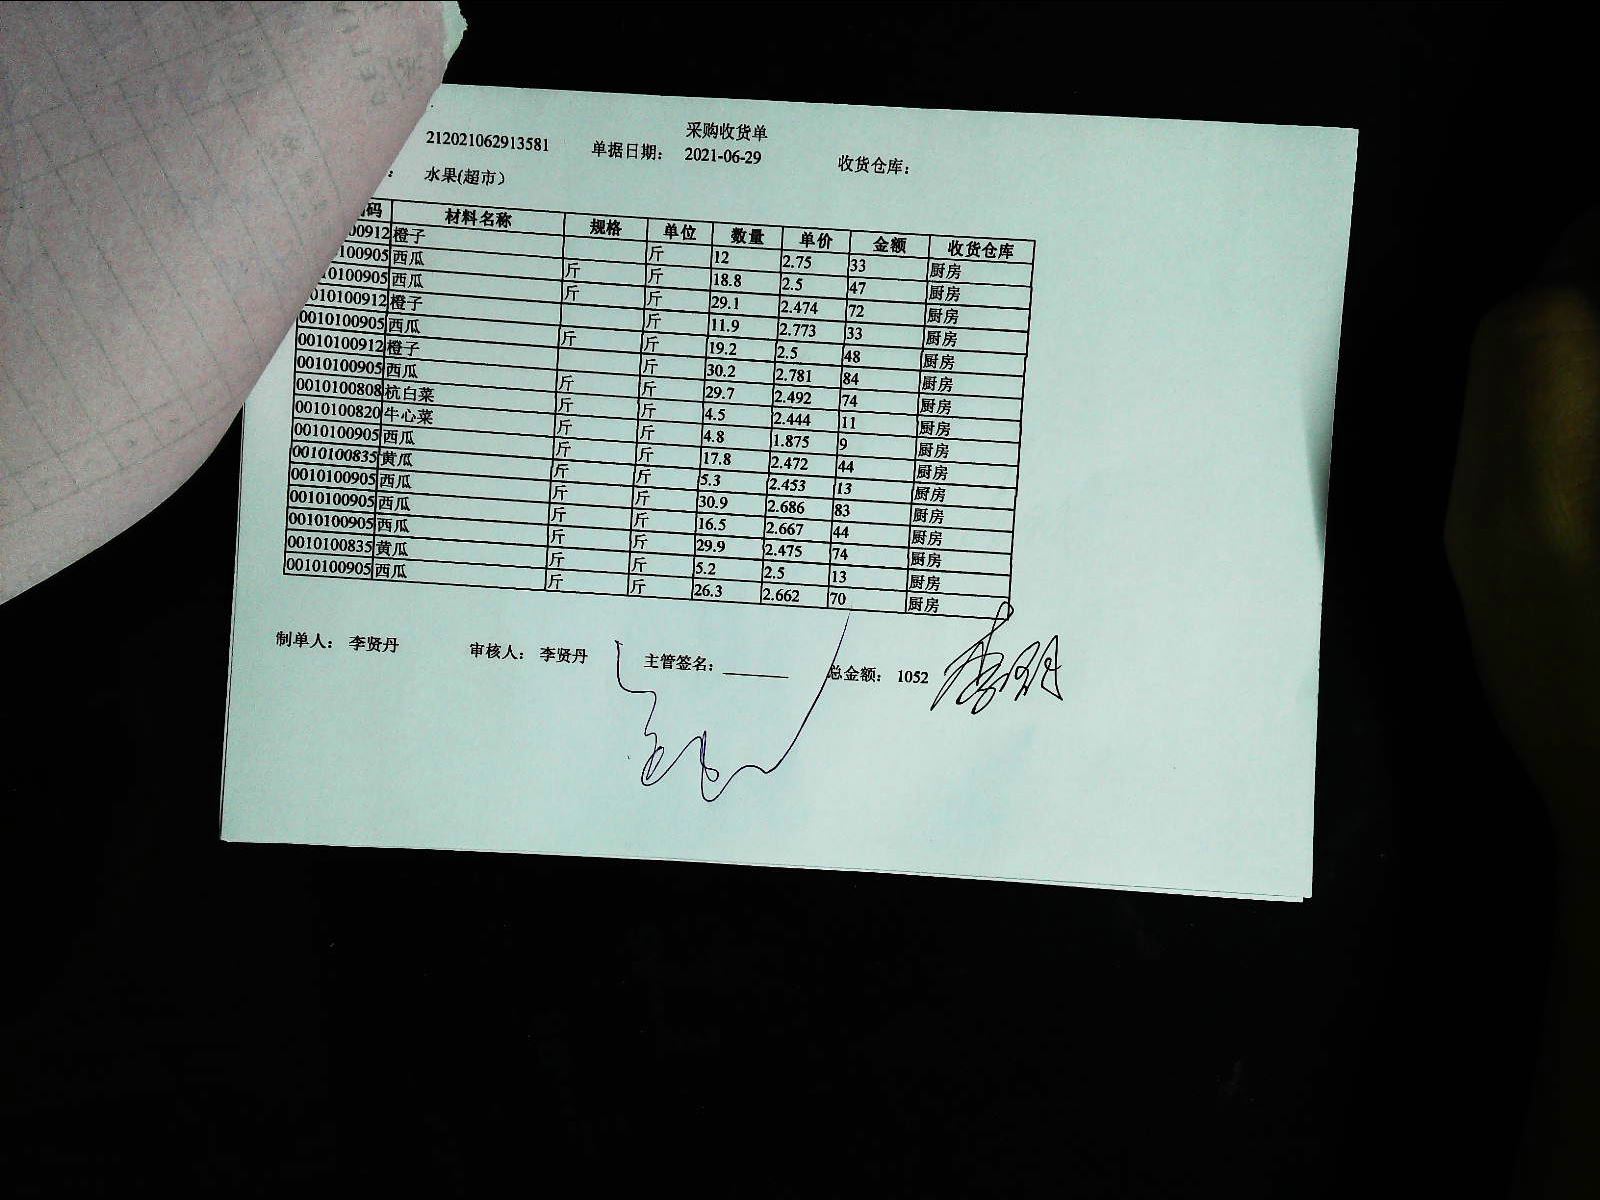 采购收货单
212021062913581 单据日期： 2021-06-29 收货仓库：
： 水果(超市)
码 材料名称 规格 单位 数量 单价 金额 收货仓库
00912 橙子 斤 12 2.75 33 厨房
100905 西瓜 斤 斤 18.8 2.5 47 厨房
10100905 西瓜 斤 斤 29.1 2.474 72 厨房
010100912 橙子 斤 11.9 2.773 33 厨房
0010100905 西瓜 斤 斤 19.2 2.5 48 厨房
0010100912 橙子 斤 30.2 2.781 84 厨房
0010100905 西瓜 斤 斤 29.7 2.492 74 厨房
0010100808 杭白菜 斤 斤 4.5 2.444 11 厨房
0010100820 牛心菜 斤 斤 4.8 1.875 9 厨房
0010100905 西瓜 斤 斤 17.8 2.472 44 厨房
0010100835 黄瓜 斤 斤 5.3 2.453 13 厨房
0010100905 西瓜 斤 斤 30.9 2.686 83 厨房
0010100905 西瓜 斤 斤 16.5 2.667 44 厨房
0010100905 西瓜 斤 斤 29.9 2.475 74 厨房
0010100835 黄瓜 斤 斤 5.2 2.5 13 厨房
0010100905 西瓜 斤 斤 26.3 2.662 70 厨房
制单人： 李贤丹 审核人： 李贤丹 主管签名： 总金额： 1052